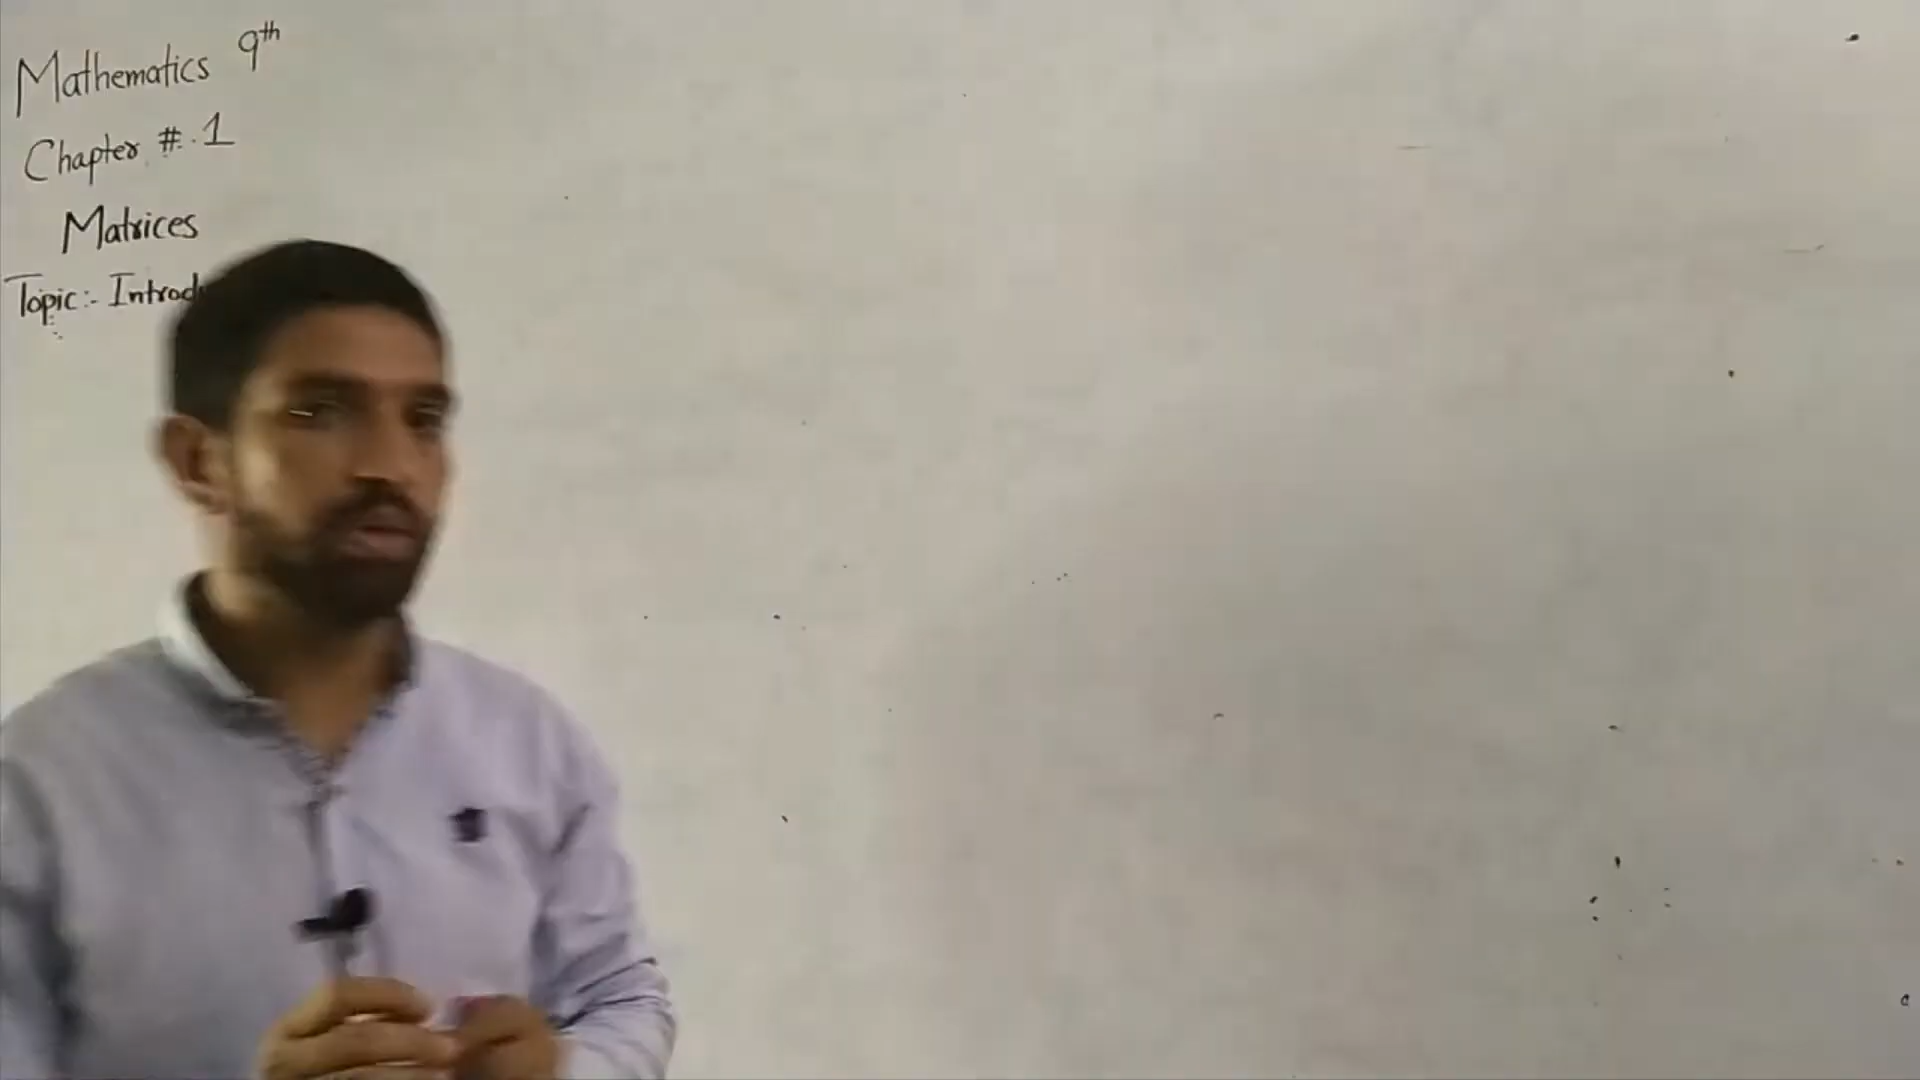 Mathematics 9th
Chapter # 1
Matrices
Topic:- Introd